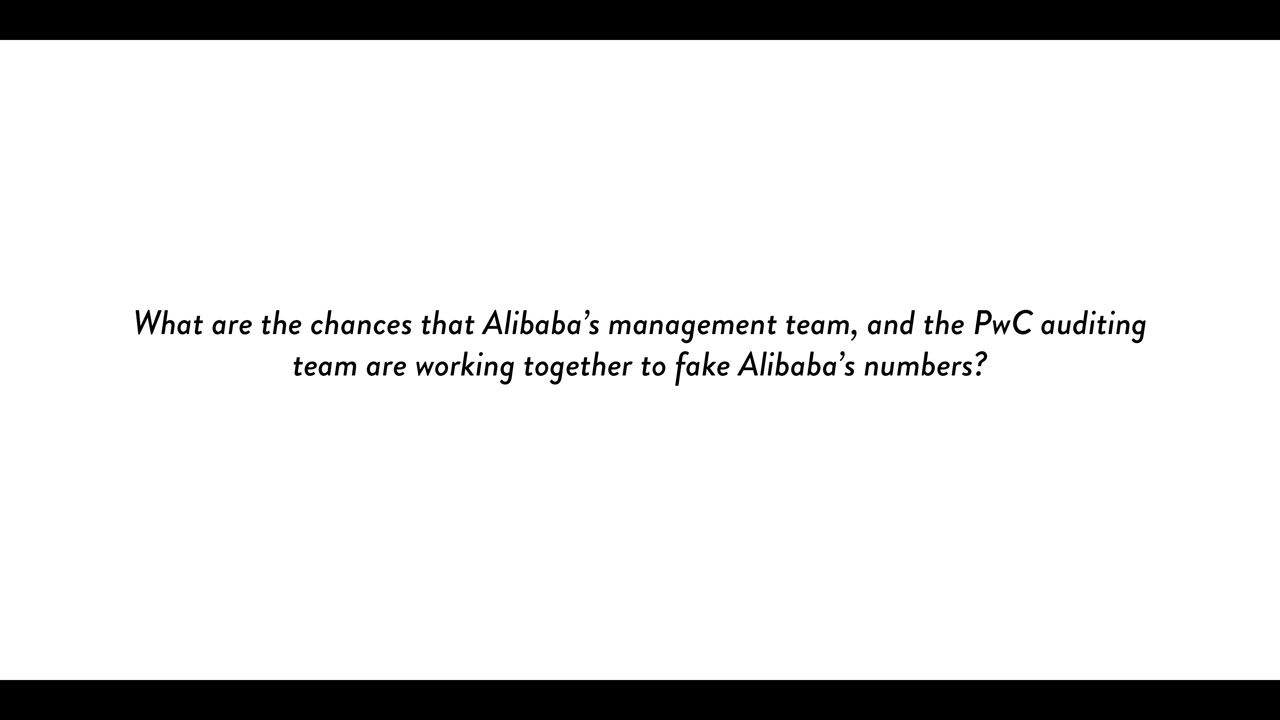 What are the chances that Alibaba’s management team, and the PwC auditing
team are working together to fake Alibaba’s numbers?